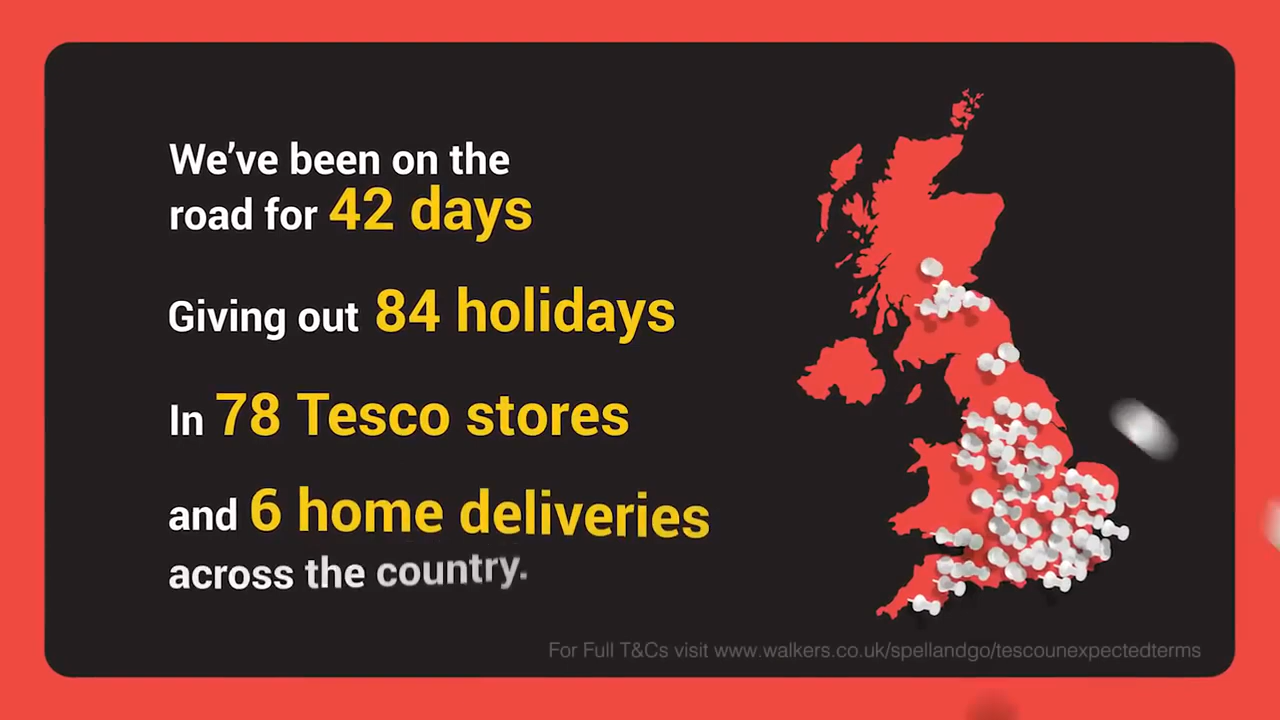 We've been on the
road for 42 days
Giving out 84 holidays
In 78 Tesco stores
and 6 home deliveries
across the country.
For Full T&Cs visit www.walkers.co.uk/spellandgo/tescounexpectedterms